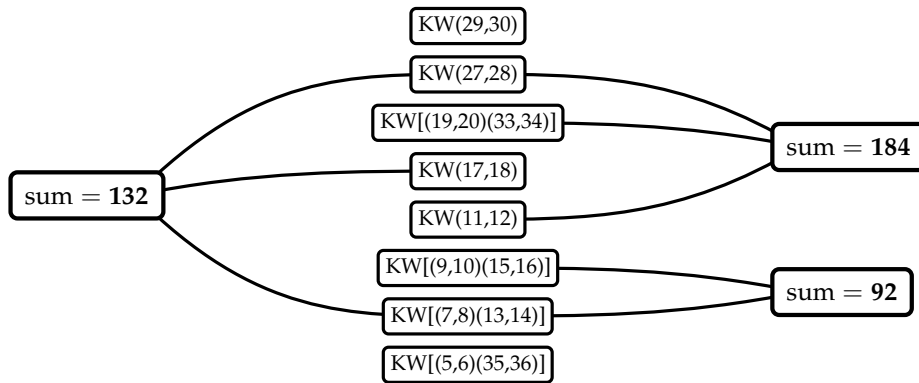 KW(29,30)
KW(27,28)
KW[(19,20)(33,34)]
sum = 184
KW(17,18)
sum = 132
KW(11,12)
KW[(9,10)(15,16)]
sum = 92
KW[(7,8)(13,14)]
KW[(5,6)(35,36)]